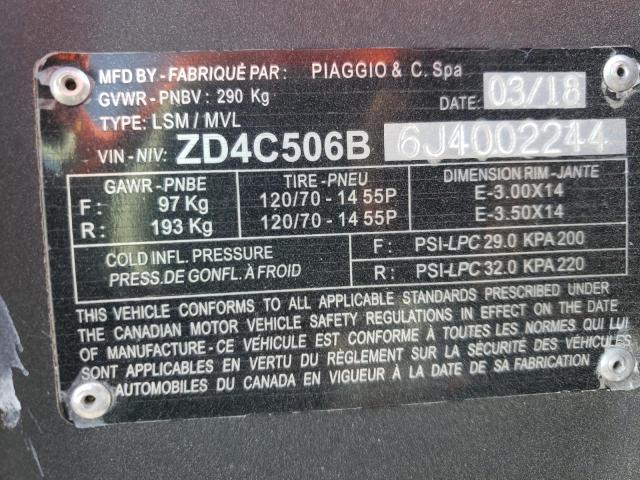 MFD BY - FABRIQUÉ PAR : PIAGGIO & C. Spa
GVWR - PNBV : 290 Kg DATE: 03/18
TYPE: LSM / MVL
VIN - NIV: ZD4C506B 6J4002244
GAWR - PNBE TIRE - PNEU DIMENSION RIM - JANTE
F : 97 Kg 120/70 - 14 55P E-3.00X14
R : 193 Kg 120/70 - 14 55P E-3.50X14
COLD INFL. PRESSURE F : PSI-LPC 29.0 KPA 200
PRESS. DE GONFL. À FROID R : PSI-LPC 32.0 KPA 220
THIS VEHICLE CONFORMS TO ALL APPLICABLE STANDARDS PRESCRIBED UNDER
THE CANADIAN MOTOR VEHICLE SAFETY REGULATIONS IN EFFECT ON THE DATE
OF MANUFACTURE - CE VÉHICULE EST CONFORME À TOUTES LES NORMES QUI LUI
SONT APPLICABLES EN VERTU DU RÈGLEMENT SUR LA SÉCURITÉ DES VÉHICULES
AUTOMOBILES DU CANADA EN VIGUEUR À LA DATE DE SA FABRICATION